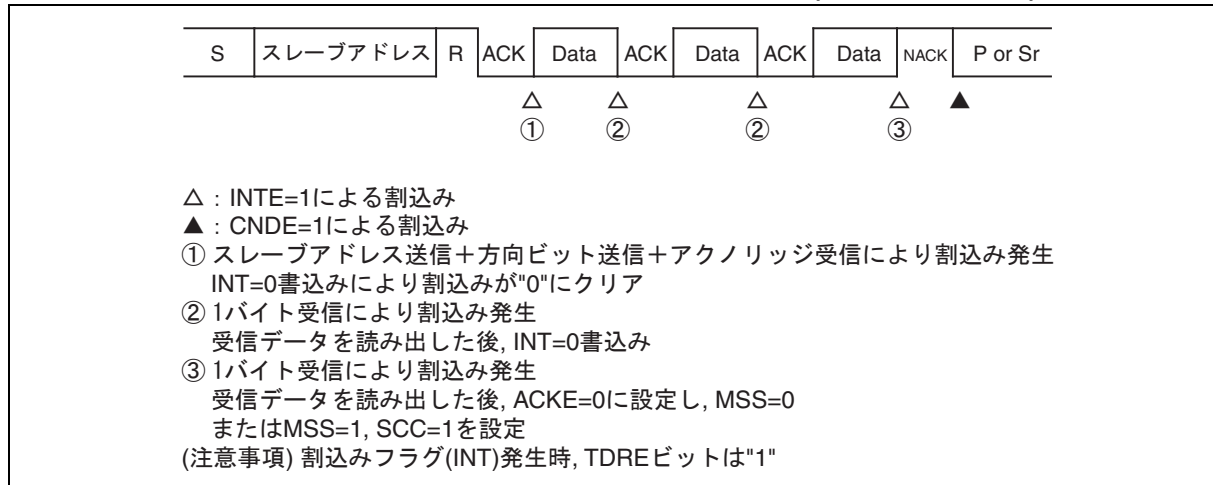 S スレーブアドレス R ACK Data ACK Data ACK Data NACK P or Sr
△ △ △ △ ▲
① ② ② ③
△：INTE=1による割込み
▲：CNDE=1による割込み
① スレーブアドレス送信＋方向ビット送信＋アクノリッジ受信により割込み発生
INT=0書込みにより割込みが"0"にクリア
② 1バイト受信により割込み発生
受信データを読み出した後, INT=0書込み
③ 1バイト受信により割込み発生
受信データを読み出した後, ACKE=0に設定し, MSS=0
またはMSS=1, SCC=1を設定
(注意事項) 割込みフラグ(INT)発生時, TDREビットは"1"